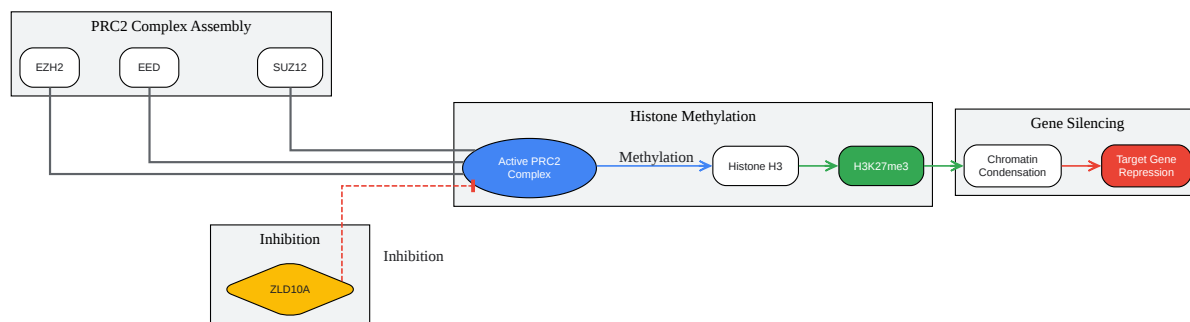 PRC2 Complex Assembly
EZH2
EED
SUZ12
Histone Methylation
Active PRC2
Complex
Methylation
Histone H3
H3K27me3
Gene Silencing
Chromatin
Condensation
Target Gene
Repression
Inhibition
ZLD10A
Inhibition